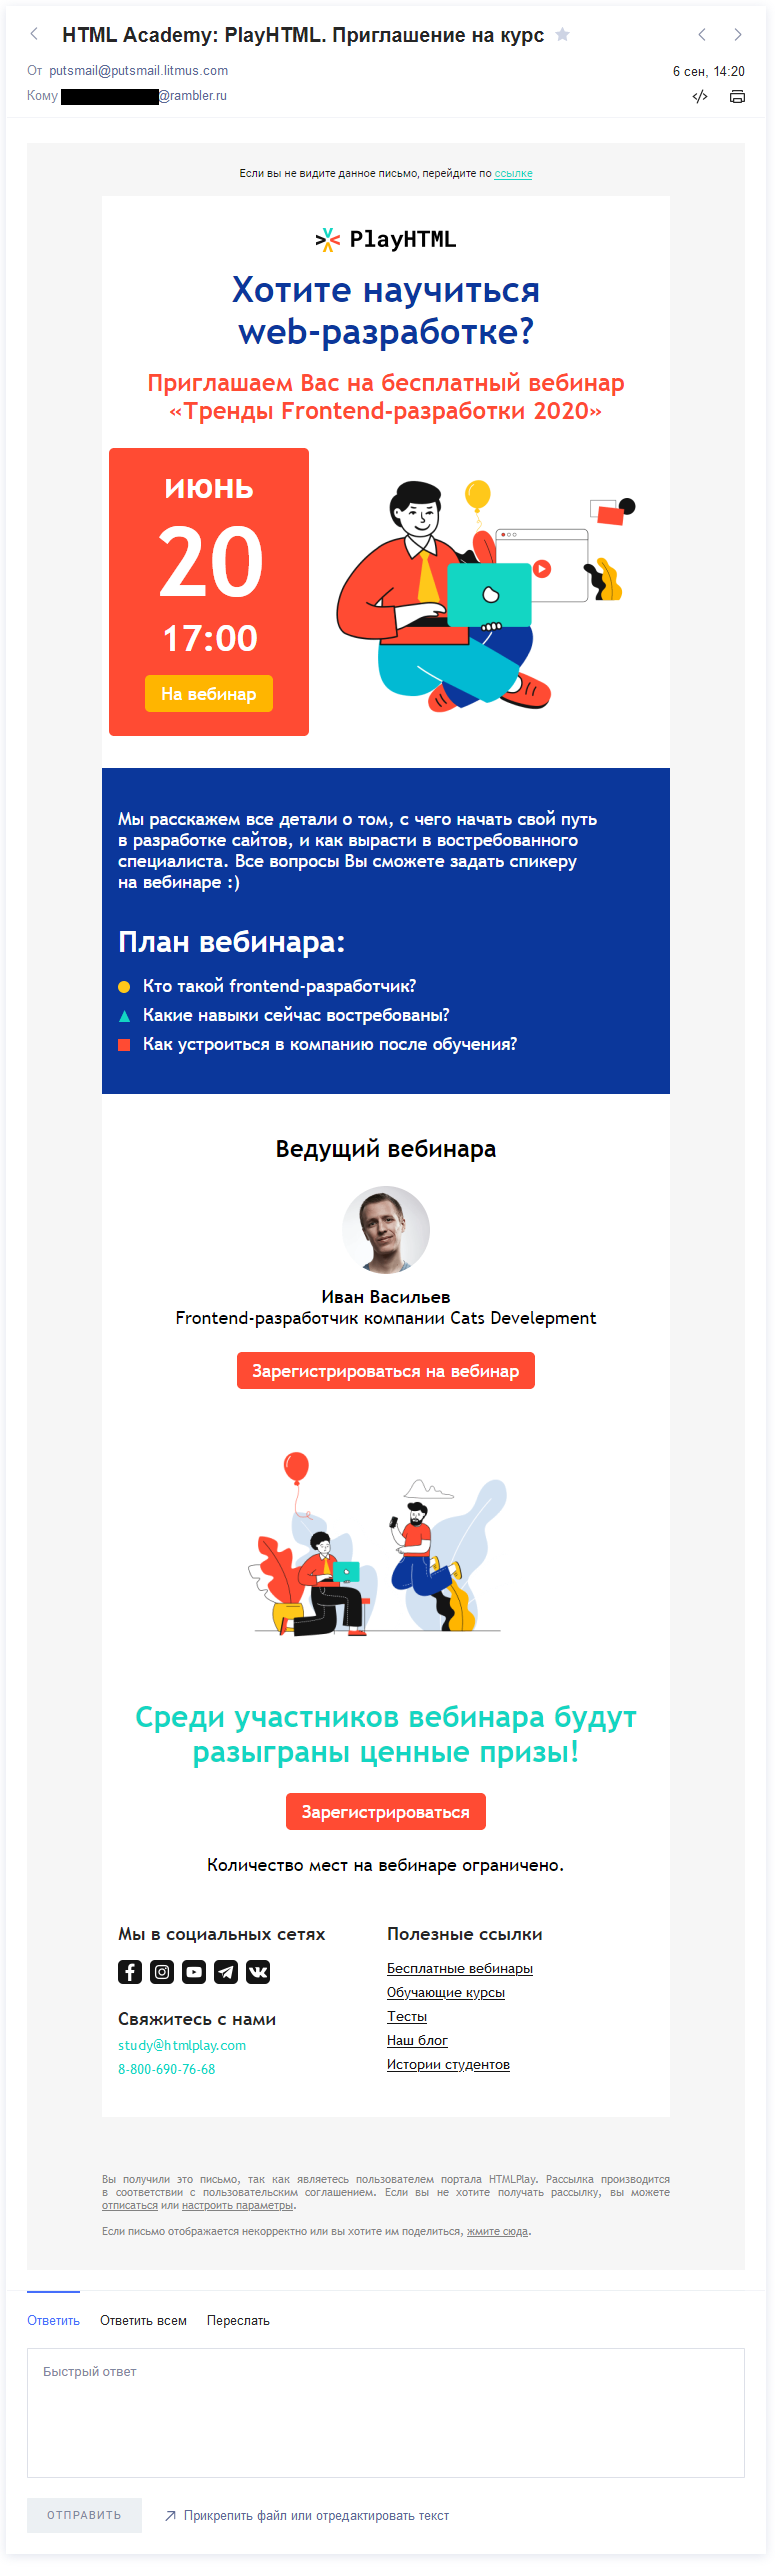 HTML Academy: PlayHTML. Приглашение на курс
От putsmail@putsmail.litmus.com
6 сен, 14:20
Кому @rambler.ru
Если вы не видите данное письмо, перейдите по ссылке
PlayHTML
Хотите научиться
web-разработке?
Приглашаем Вас на бесплатный вебинар
«Тренды Frontend-разработки 2020»
июнь
20
17:00
На вебинар
Мы расскажем все детали о том, с чего начать свой путь
в разработке сайтов, и как вырасти в востребованного
специалиста. Все вопросы Вы сможете задать спикеру
на вебинаре :)
План вебинара:
Кто такой frontend-разработчик?
Какие навыки сейчас востребованы?
Как устроиться в компанию после обучения?
Ведущий вебинара
Иван Васильев
Frontend-разработчик компании Cats Develepment
Зарегистрироваться на вебинар
Среди участников вебинара будут
разыграны ценные призы!
Зарегистрироваться
Количество мест на вебинаре ограничено.
Мы в социальных сетях
Свяжитесь с нами
study@htmlplay.com
8-800-690-76-68
Полезные ссылки
Бесплатные вебинары
Обучающие курсы
Тесты
Наш блог
Истории студентов
Вы получили это письмо, так как являетесь пользователем портала HTMLPlay. Рассылка производится
в соответствии с пользовательским соглашением. Если вы не хотите получать рассылку, вы можете
отписаться или настроить параметры.
Если письмо отображается некорректно или вы хотите им поделиться, жмите сюда.
Ответить Ответить всем Переслать
Быстрый ответ
ОТПРАВИТЬ
Прикрепить файл или отредактировать текст